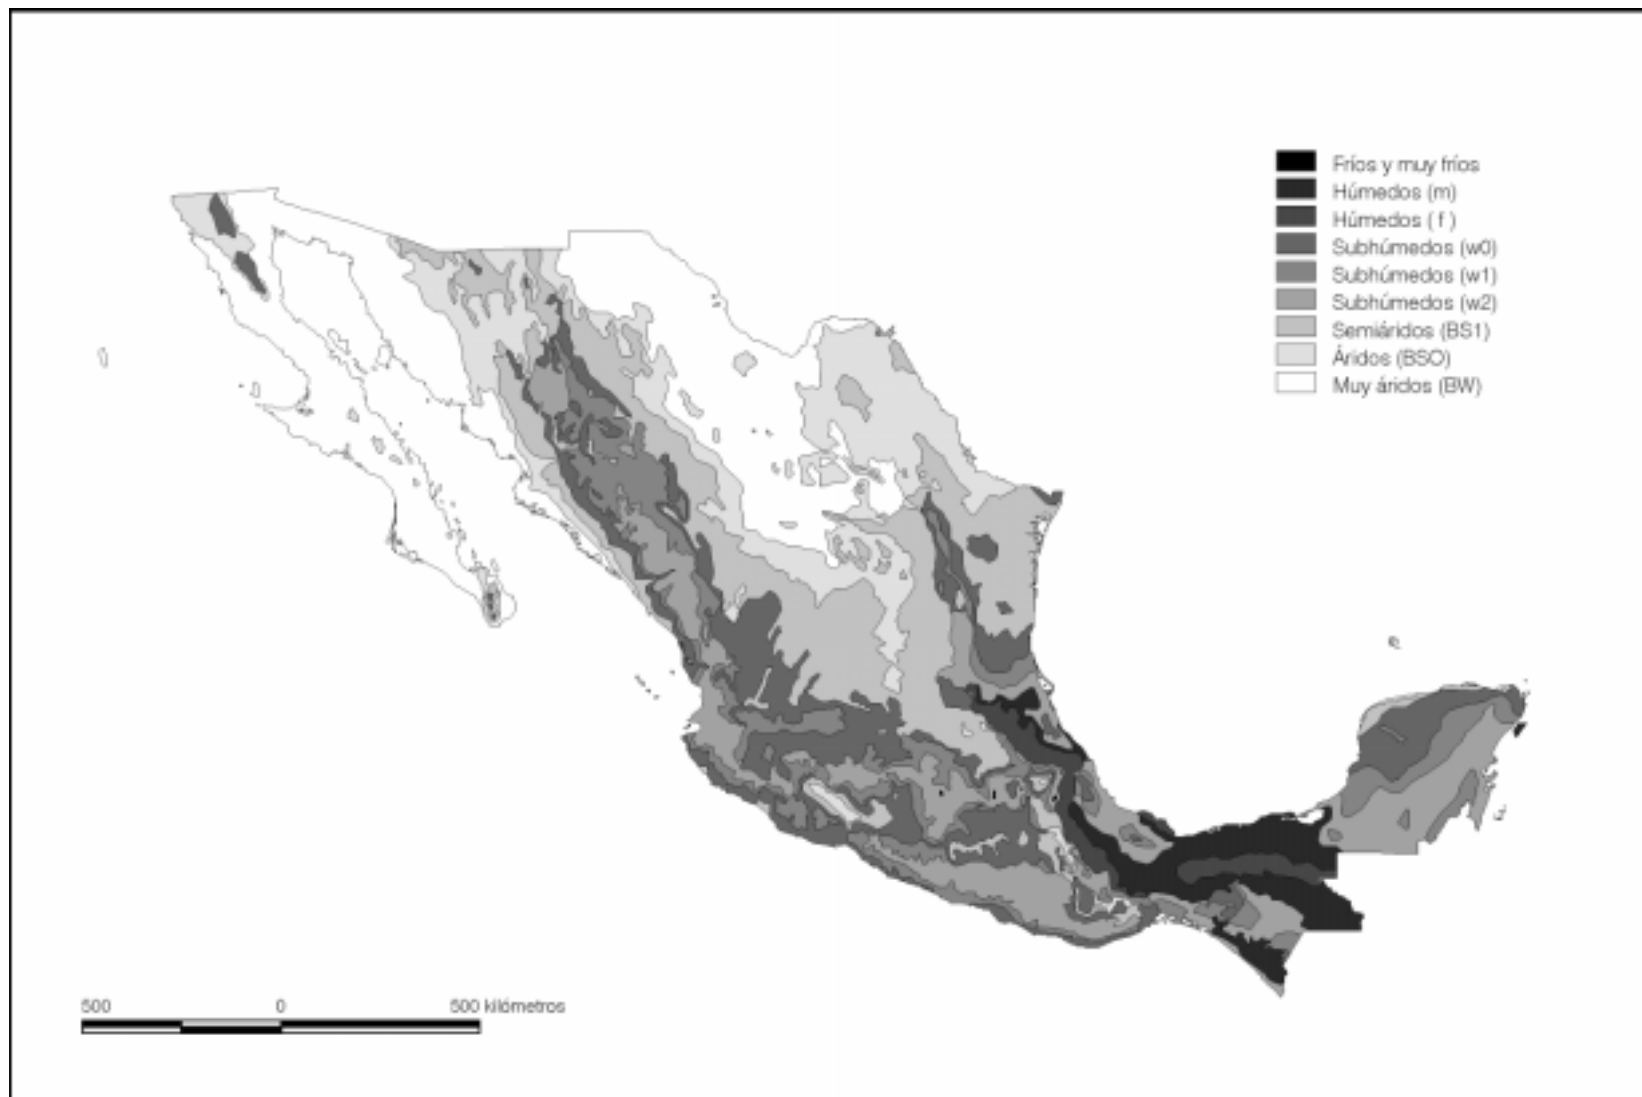 Fríos y muy fríos
Húmedos (m)
Húmedos ( f )
Subhúmedos (w0)
Subhúmedos (w1)
Subhúmedos (w2)
Semiáridos (BS1)
Áridos (BSO)
Muy áridos (BW)
500 0 500 kilómetros